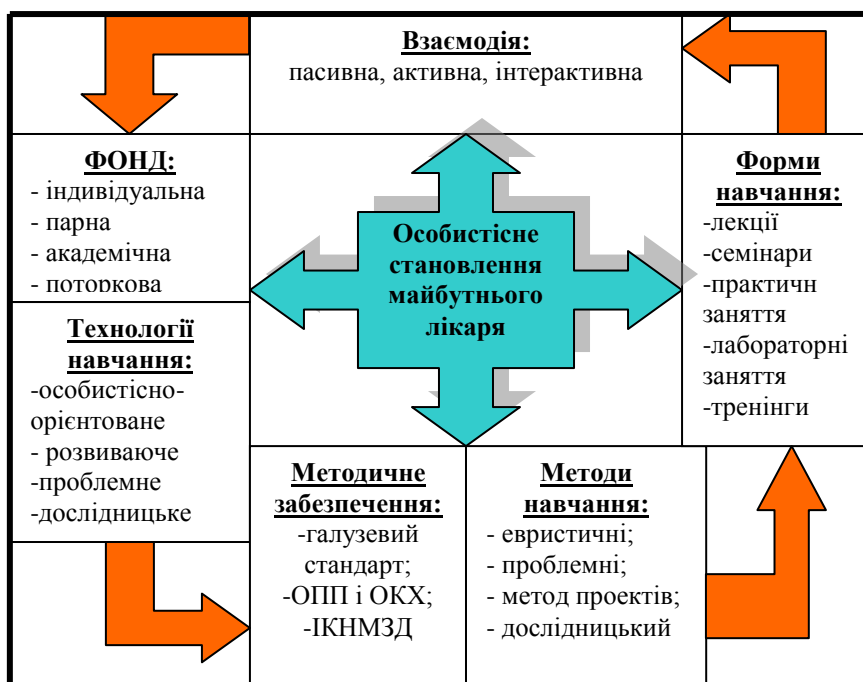 Взаємодія:
пасивна, активна, інтерактивна
ФОНД:
- індивідуальна
- парна
- академічна
- поторкова
Технології
навчання:
-особистісно-
орієнтоване
- розвиваюче
-проблемне
-дослідницьке
Особистісне
становлення
майбутнього
лікаря
Форми
навчання:
-лекції
-семінари
-практичн
заняття
-лабораторні
заняття
-тренінги
Методичне
забезпечення:
-галузевий
стандарт;
-ОПП і ОКХ;
-ІКНМЗД
Методи
навчання:
- евристичні;
- проблемні;
- метод проектів;
- дослідницький